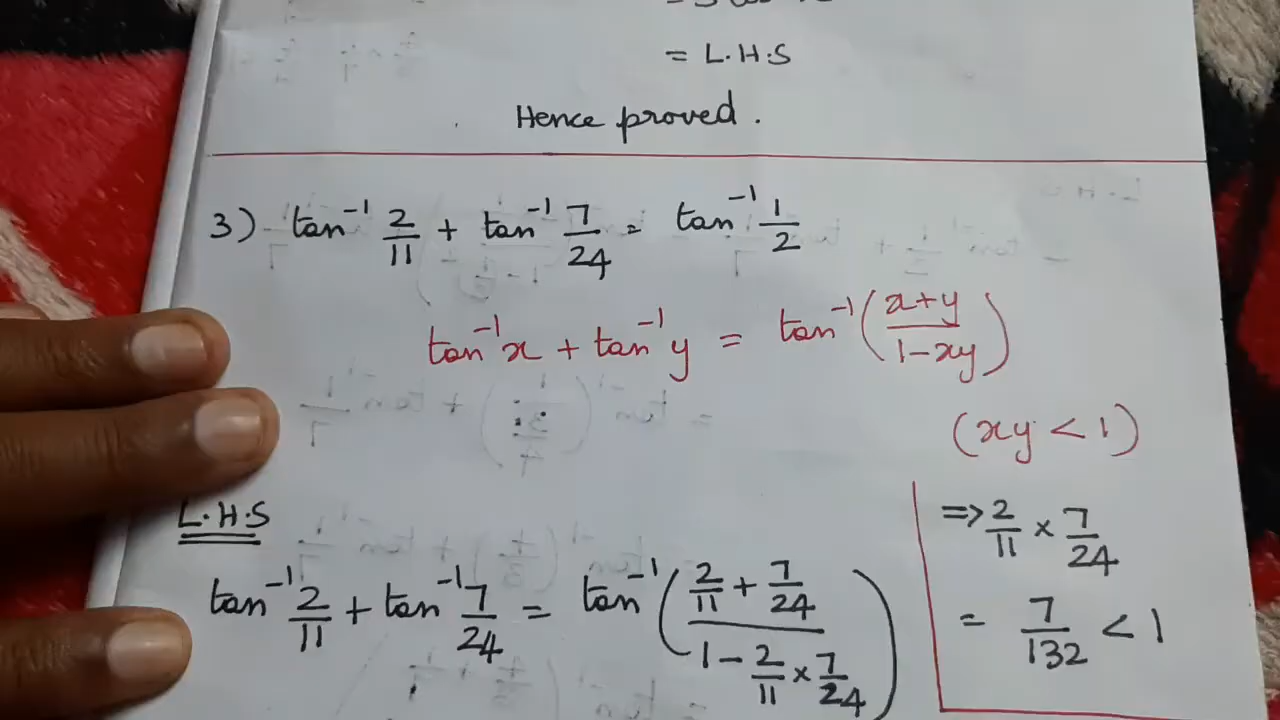 = L.H.S
Hence proved.
3) tan⁻¹ 2/11 + tan⁻¹ 7/24 = tan⁻¹ 1/2
tan⁻¹x + tan⁻¹y = tan⁻¹((x+y)/(1-xy))
(xy < 1)
L.H.S
tan⁻¹ 2/11 + tan⁻¹ 7/24 = tan⁻¹((2/11 + 7/24)/(1 - 2/11 × 7/24))
=> 2/11 × 7/24
= 7/132 < 1